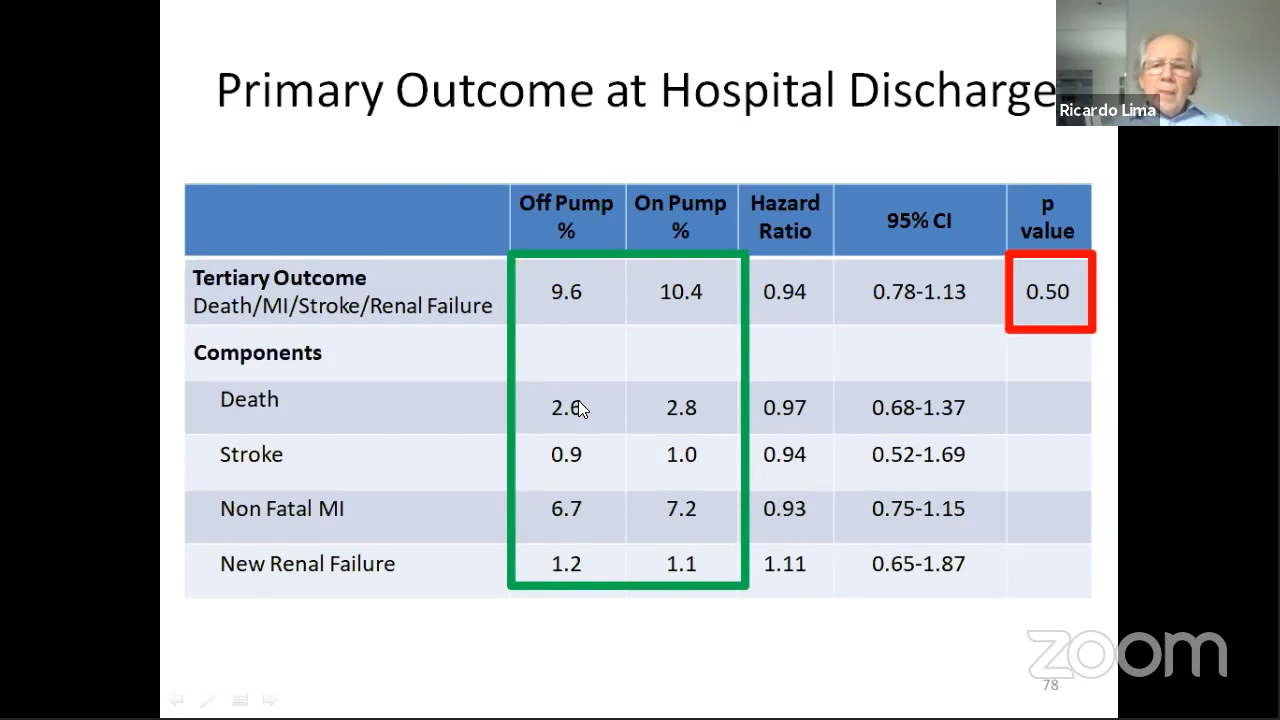 Primary Outcome at Hospital Discharge
Ricardo Lima
Off Pump % On Pump % Hazard Ratio 95% CI p value
Tertiary Outcome
Death/MI/Stroke/Renal Failure 9.6 10.4 0.94 0.78-1.13 0.50
Components
Death 2.6 2.8 0.97 0.68-1.37
Stroke 0.9 1.0 0.94 0.52-1.69
Non Fatal MI 6.7 7.2 0.93 0.75-1.15
New Renal Failure 1.2 1.1 1.11 0.65-1.87
zoom
78